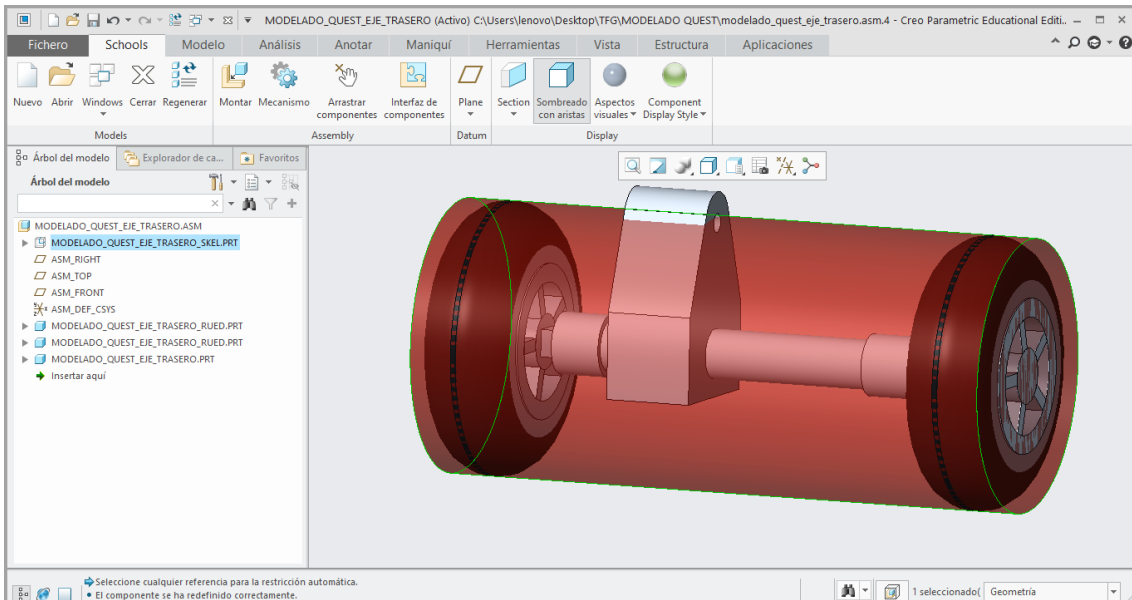 MODELADO_QUEST_EJE_TRASERO (Activo) C:\Users\lenovo\Desktop\TFG\MODELADO QUEST\modelado_quest_eje_trasero.asm.4 - Creo Parametric Educational Editi..
Fichero Schools Modelo Análisis Anotar Maniquí Herramientas Vista Estructura Aplicaciones
Nuevo Abrir Windows Cerrar Regenerar Montar Mecanismo Arrastrar componentes Interfaz de componentes Plane Section Sombreado con aristas Aspectos visuales Component Display Style
Models Assembly Datum Display
Árbol del modelo Explorador de ca... Favoritos
Árbol del modelo
MODELADO_QUEST_EJE_TRASERO.ASM
MODELADO_QUEST_EJE_TRASERO_SKEL.PRT
ASM_RIGHT
ASM_TOP
ASM_FRONT
ASM_DEF_CSYS
MODELADO_QUEST_EJE_TRASERO_RUED.PRT
MODELADO_QUEST_EJE_TRASERO_RUED.PRT
MODELADO_QUEST_EJE_TRASERO.PRT
Insertar aquí
Seleccione cualquier referencia para la restricción automática.
• El componente se ha redefinido correctamente.
1 seleccionado( Geometría